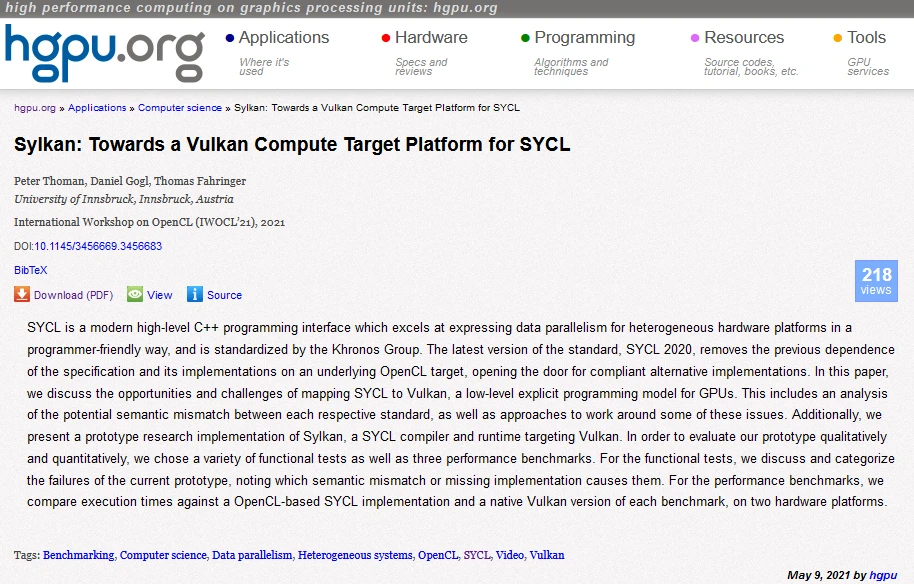 high performance computing on graphics processing units: hgpu.org
hgpu.org
Applications
Where it's
used
Hardware
Specs and
reviews
Programming
Algorithms and
techniques
Resources
Source codes,
tutorial, books, etc.
Tools
GPU
services
hgpu.org » Applications » Computer science » Sylkan: Towards a Vulkan Compute Target Platform for SYCL
Sylkan: Towards a Vulkan Compute Target Platform for SYCL
Peter Thoman, Daniel Gogl, Thomas Fahringer
University of Innsbruck, Innsbruck, Austria
International Workshop on OpenCL (IWOCL'21), 2021
DOI:10.1145/3456669.3456683
BibTeX
Download (PDF) View Source
218
views
SYCL is a modern high-level C++ programming interface which excels at expressing data parallelism for heterogeneous hardware platforms in a
programmer-friendly way, and is standardized by the Khronos Group. The latest version of the standard, SYCL 2020, removes the previous dependence
of the specification and its implementations on an underlying OpenCL target, opening the door for compliant alternative implementations. In this paper,
we discuss the opportunities and challenges of mapping SYCL to Vulkan, a low-level explicit programming model for GPUs. This includes an analysis
of the potential semantic mismatch between each respective standard, as well as approaches to work around some of these issues. Additionally, we
present a prototype research implementation of Sylkan, a SYCL compiler and runtime targeting Vulkan. In order to evaluate our prototype qualitatively
and quantitatively, we chose a variety of functional tests as well as three performance benchmarks. For the functional tests, we discuss and categorize
the failures of the current prototype, noting which semantic mismatch or missing implementation causes them. For the performance benchmarks, we
compare execution times against a OpenCL-based SYCL implementation and a native Vulkan version of each benchmark, on two hardware platforms.
Tags: Benchmarking, Computer science, Data parallelism, Heterogeneous systems, OpenCL, SYCL, Video, Vulkan
May 9, 2021 by hgpu